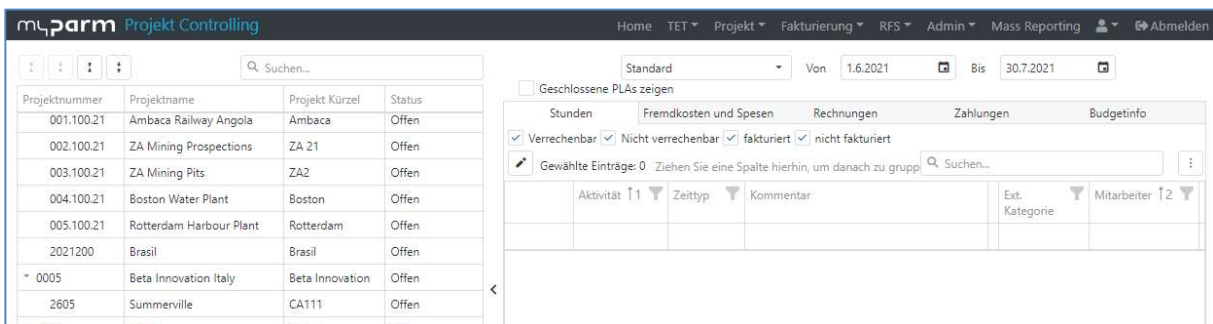 myparm Projekt Controlling
Home TET Projekt Fakturierung RFS Admin Mass Reporting Abmelden
Suchen...
Standard Von 1.6.2021 Bis 30.7.2021
Geschlossene PLAs zeigen
Projektnummer Projektname Projekt Kürzel Status
001.100.21 Ambaca Railway Angola Ambaca Offen
002.100.21 ZA Mining Prospections ZA 21 Offen
003.100.21 ZA Mining Pits ZA2 Offen
004.100.21 Boston Water Plant Boston Offen
005.100.21 Rotterdam Harbour Plant Rotterdam Offen
2021200 Brasil Brasil Offen
0005 Beta Innovation Italy Beta Innovation Offen
2605 Summerville CA111 Offen
Stunden Fremdkosten und Spesen Rechnungen Zahlungen Budgetinfo
Verrechenbar Nicht verrechenbar fakturiert nicht fakturiert
Gewählte Einträge: 0 Ziehen Sie eine Spalte hierhin, um danach zu grupp Suchen...
Aktivität 1 Zeittyp Kommentar Ext. Kategorie Mitarbeiter 2